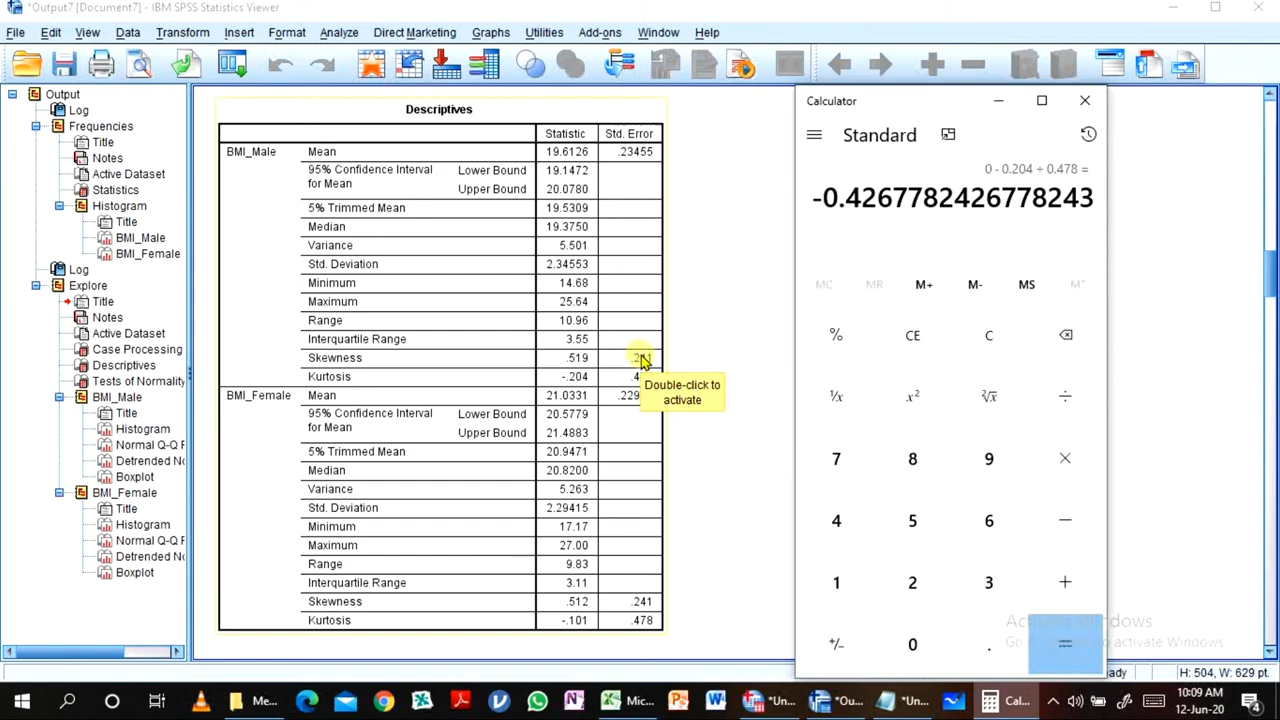 *Output7 [Document7] - IBM SPSS Statistics Viewer
File Edit View Data Transform Insert Format Analyze Direct Marketing Graphs Utilities Add-ons Window Help
Output
Log
Frequencies
Title
Notes
Active Dataset
Statistics
Histogram
Title
BMI_Male
BMI_Female
Log
Explore
Title
Notes
Active Dataset
Case Processing
Descriptives
Tests of Normality
BMI_Male
Title
Histogram
Normal Q-Q
Detrended
Boxplot
BMI_Female
Title
Histogram
Normal Q-Q
Detrended
Boxplot
Descriptives
Statistic Std. Error
BMI_Male Mean 19.6126 .23455
95% Confidence Interval for Mean Lower Bound 19.1472
Upper Bound 20.0780
5% Trimmed Mean 19.5309
Median 19.3750
Variance 5.501
Std. Deviation 2.34553
Minimum 14.68
Maximum 25.64
Range 10.96
Interquartile Range 3.55
Skewness .519
Kurtosis -.204
BMI_Female Mean 21.0331
95% Confidence Interval for Mean Lower Bound 20.5779
Upper Bound 21.4883
5% Trimmed Mean 20.9471
Median 20.8200
Variance 5.263
Std. Deviation 2.29415
Minimum 17.17
Maximum 27.00
Range 9.83
Interquartile Range 3.11
Skewness .512 .241
Kurtosis -.101 .478
Double-click to
activate
Calculator
Standard
0 - 0.204 ÷ 0.478 =
-0.4267782426778243
MC MR M+ M- MS M˅
% CE C
¹/x x² ²√x ÷
7 8 9 ×
4 5 6 −
1 2 3 +
+/− 0 . =
H: 504, W: 629 pt.
10:09 AM
12-Jun-20
4